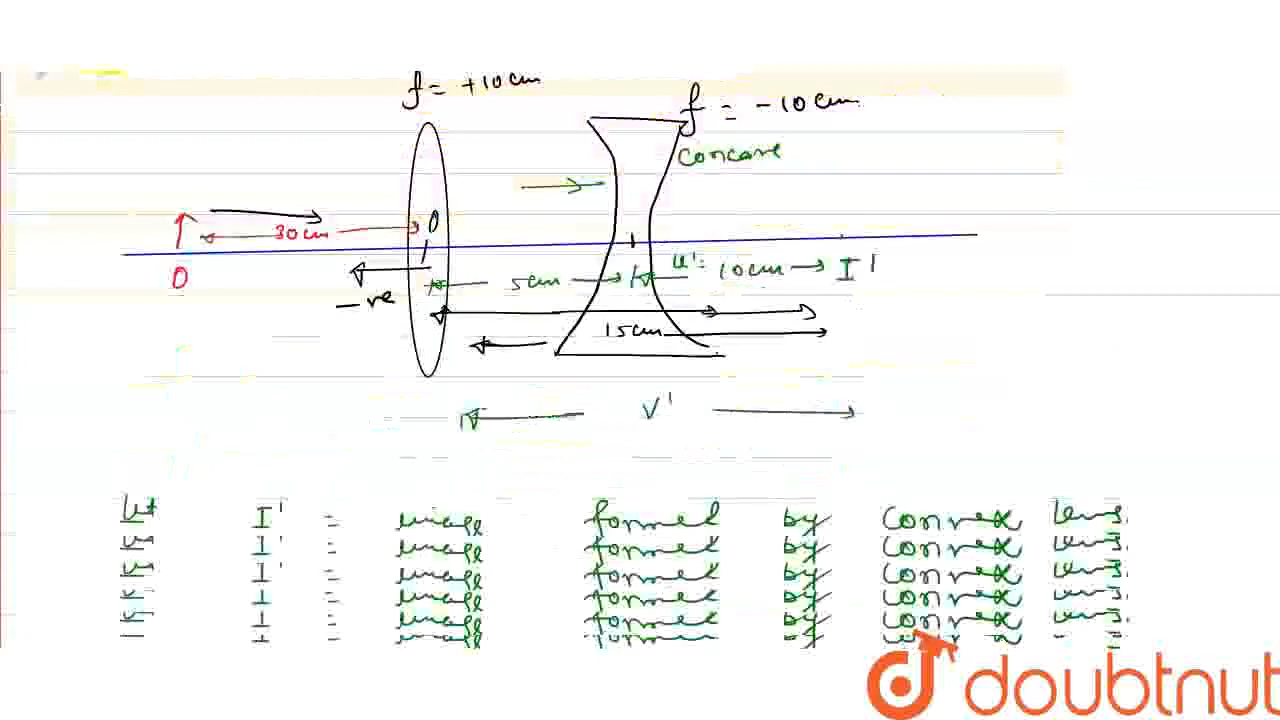 f = +10 cm
f = -10 cm
concave
30 cm
O
O
-ve
5 cm
u' = 10 cm
I'
15 cm
V'
Let I' = image formed by convex lens.
I' = image formed by convex lens.
I' = image formed by convex lens.
I = image formed by convex lens.
I = image formed by convex lens.
doubtnut